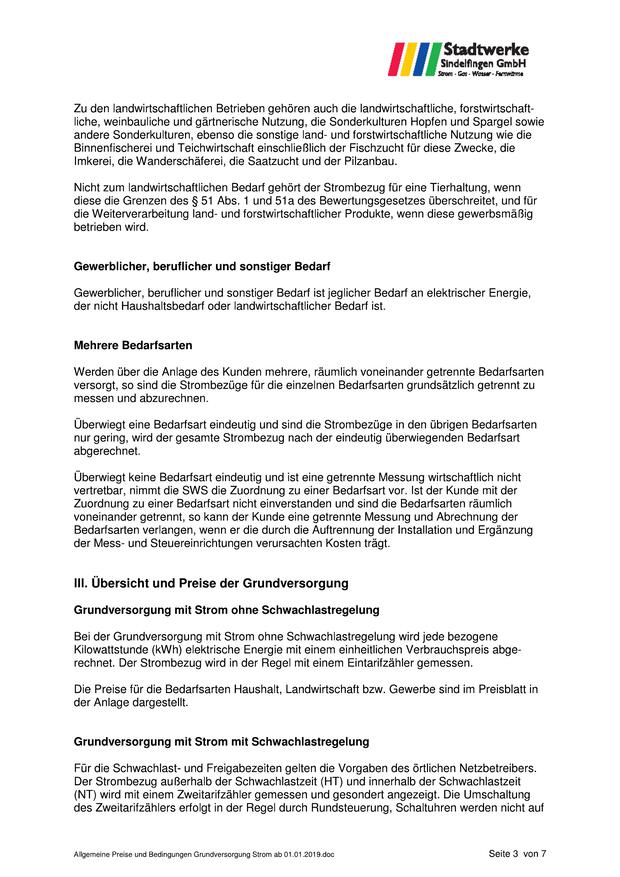 Stadtwerke
Sindelfingen GmbH
Strom - Gas - Wasser - Fernwärme
Zu den landwirtschaftlichen Betrieben gehören auch die landwirtschaftliche, forstwirtschaft-
liche, weinbauliche und gärtnerische Nutzung, die Sonderkulturen Hopfen und Spargel sowie
andere Sonderkulturen, ebenso die sonstige land- und forstwirtschaftliche Nutzung wie die
Binnenfischerei und Teichwirtschaft einschließlich der Fischzucht für diese Zwecke, die
Imkerei, die Wanderschäferei, die Saatzucht und der Pilzanbau.
Nicht zum landwirtschaftlichen Bedarf gehört der Strombezug für eine Tierhaltung, wenn
diese die Grenzen des § 51 Abs. 1 und 51a des Bewertungsgesetzes überschreitet, und für
die Weiterverarbeitung land- und forstwirtschaftlicher Produkte, wenn diese gewerbsmäßig
betrieben wird.
Gewerblicher, beruflicher und sonstiger Bedarf
Gewerblicher, beruflicher und sonstiger Bedarf ist jeglicher Bedarf an elektrischer Energie,
der nicht Haushaltsbedarf oder landwirtschaftlicher Bedarf ist.
Mehrere Bedarfsarten
Werden über die Anlage des Kunden mehrere, räumlich voneinander getrennte Bedarfsarten
versorgt, so sind die Strombezüge für die einzelnen Bedarfsarten grundsätzlich getrennt zu
messen und abzurechnen.
Überwiegt eine Bedarfsart eindeutig und sind die Strombezüge in den übrigen Bedarfsarten
nur gering, wird der gesamte Strombezug nach der eindeutig überwiegenden Bedarfsart
abgerechnet.
Überwiegt keine Bedarfsart eindeutig und ist eine getrennte Messung wirtschaftlich nicht
vertretbar, nimmt die SWS die Zuordnung zu einer Bedarfsart vor. Ist der Kunde mit der
Zuordnung zu einer Bedarfsart nicht einverstanden und sind die Bedarfsarten räumlich
voneinander getrennt, so kann der Kunde eine getrennte Messung und Abrechnung der
Bedarfsarten verlangen, wenn er die durch die Auftrennung der Installation und Ergänzung
der Mess- und Steuereinrichtungen verursachten Kosten trägt.
III. Übersicht und Preise der Grundversorgung
Grundversorgung mit Strom ohne Schwachlastregelung
Bei der Grundversorgung mit Strom ohne Schwachlastregelung wird jede bezogene
Kilowattstunde (kWh) elektrische Energie mit einem einheitlichen Verbrauchspreis abge-
rechnet. Der Strombezug wird in der Regel mit einem Eintarifzähler gemessen.
Die Preise für die Bedarfsarten Haushalt, Landwirtschaft bzw. Gewerbe sind im Preisblatt in
der Anlage dargestellt.
Grundversorgung mit Strom mit Schwachlastregelung
Für die Schwachlast- und Freigabezeiten gelten die Vorgaben des örtlichen Netzbetreibers.
Der Strombezug außerhalb der Schwachlastzeit (HT) und innerhalb der Schwachlastzeit
(NT) wird mit einem Zweitarifzähler gemessen und gesondert angezeigt. Die Umschaltung
des Zweitarifzählers erfolgt in der Regel durch Rundsteuerung, Schaltuhren werden nicht auf
Allgemeine Preise und Bedingungen Grundversorgung Strom ab 01.01.2019.doc
Seite 3 von 7